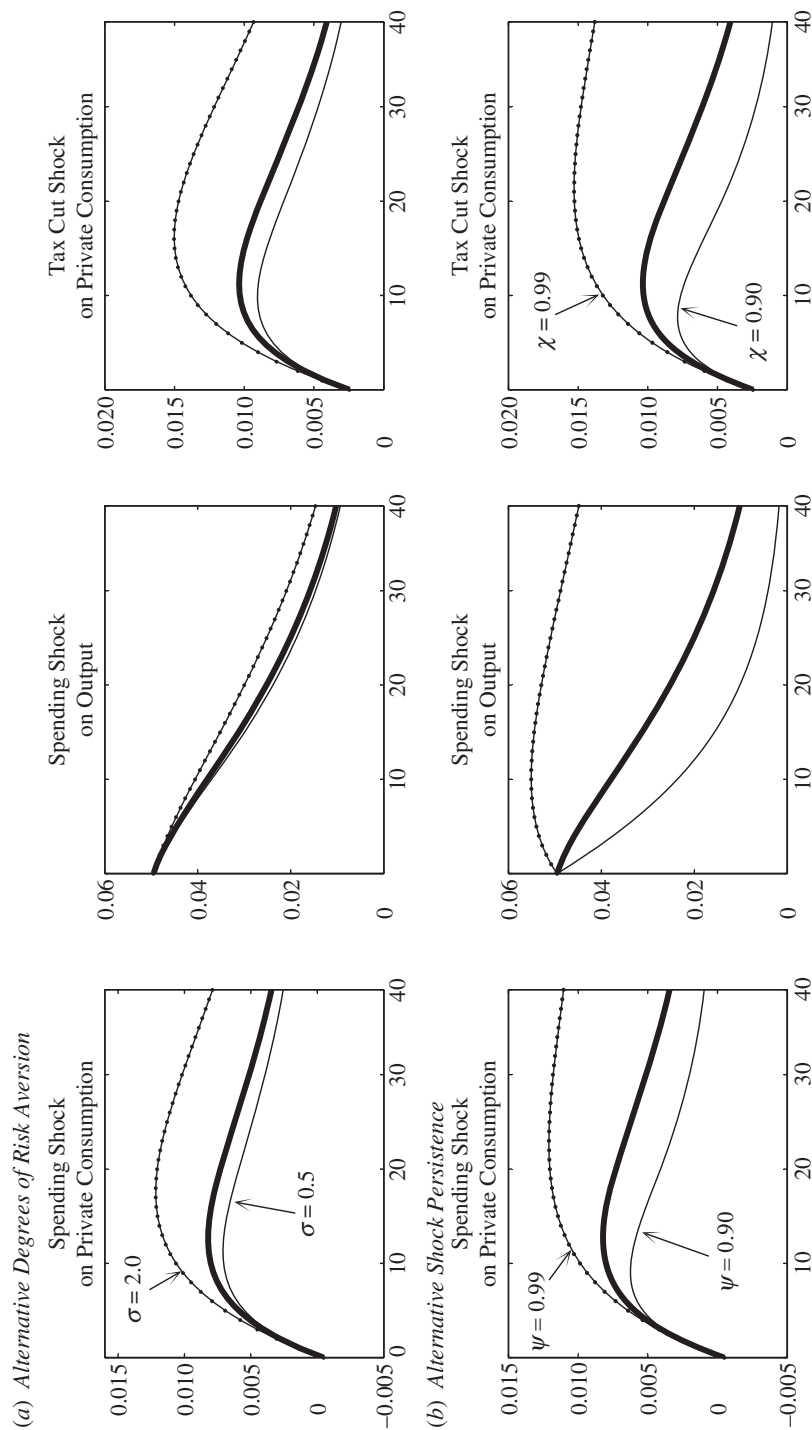 (a) Alternative Degrees of Risk Aversion
Spending Shock
on Private Consumption
0.015
0.010
0.005
0
−0.005
0
10
20
30
40
σ = 2.0
σ = 0.5
Spending Shock
on Output
0.06
0.04
0.02
0
10
20
30
40
Tax Cut Shock
on Private Consumption
0.020
0.015
0.010
0.005
0
10
20
30
40
(b) Alternative Shock Persistence
Spending Shock
on Private Consumption
0.015
0.010
0.005
0
−0.005
0
10
20
30
40
ψ = 0.99
ψ = 0.90
Spending Shock
on Output
0.06
0.04
0.02
0
10
20
30
40
Tax Cut Shock
on Private Consumption
0.020
0.015
0.010
0.005
0
10
20
30
40
χ = 0.99
χ = 0.90